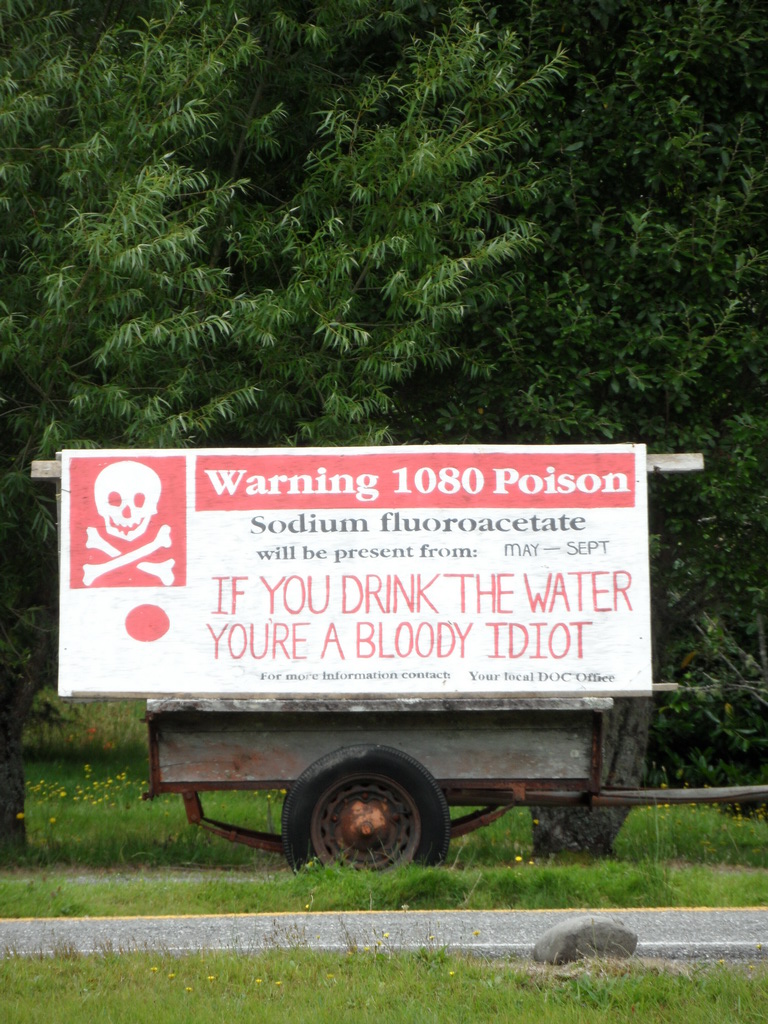 Warning 1080 Poison
Sodium fluoroacetate
will be present from: MAY — SEPT
IF YOU DRINK THE WATER
YOU'RE A BLOODY IDIOT
For more information contact: Your local DOC Office